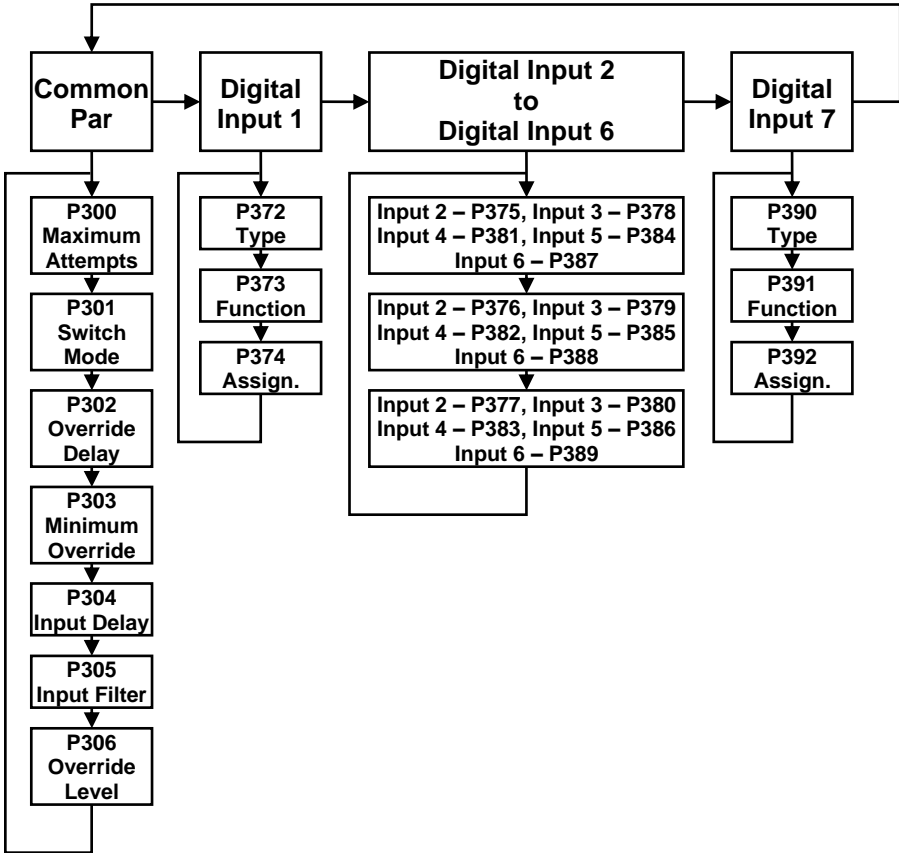 Common
Par
Digital
Input 1
Digital Input 2
to
Digital Input 6
Digital
Input 7
P300
Maximum
Attempts
P301
Switch
Mode
P302
Override
Delay
P303
Minimum
Override
P304
Input Delay
P305
Input Filter
P306
Override
Level
P372
Type
P373
Function
P374
Assign.
Input 2 – P375, Input 3 – P378
Input 4 – P381, Input 5 – P384
Input 6 – P387
Input 2 – P376, Input 3 – P379
Input 4 – P382, Input 5 – P385
Input 6 – P388
Input 2 – P377, Input 3 – P380
Input 4 – P383, Input 5 – P386
Input 6 – P389
P390
Type
P391
Function
P392
Assign.